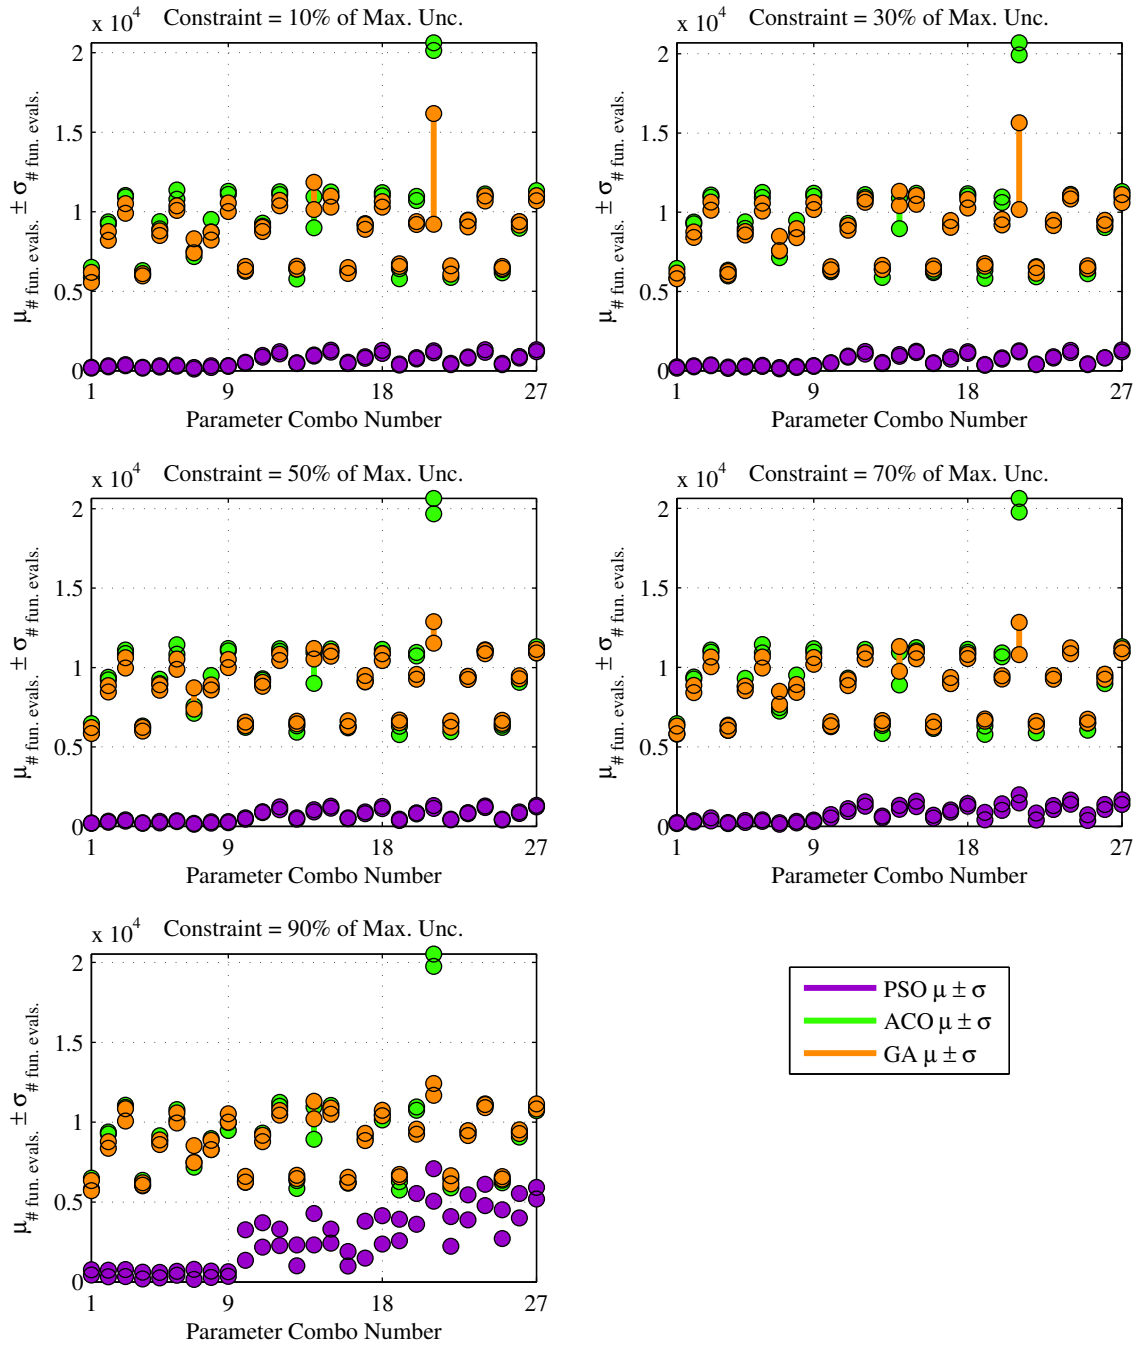 x 10^4 Constraint = 10% of Max. Unc.
μ # fun. evals. ± σ # fun. evals.
2
1.5
1
0.5
0
1 9 18 27
Parameter Combo Number
x 10^4 Constraint = 30% of Max. Unc.
μ # fun. evals. ± σ # fun. evals.
2
1.5
1
0.5
0
1 9 18 27
Parameter Combo Number
x 10^4 Constraint = 50% of Max. Unc.
μ # fun. evals. ± σ # fun. evals.
2
1.5
1
0.5
0
1 9 18 27
Parameter Combo Number
x 10^4 Constraint = 70% of Max. Unc.
μ # fun. evals. ± σ # fun. evals.
2
1.5
1
0.5
0
1 9 18 27
Parameter Combo Number
x 10^4 Constraint = 90% of Max. Unc.
μ # fun. evals. ± σ # fun. evals.
2
1.5
1
0.5
0
1 9 18 27
Parameter Combo Number
PSO μ ± σ
ACO μ ± σ
GA μ ± σ